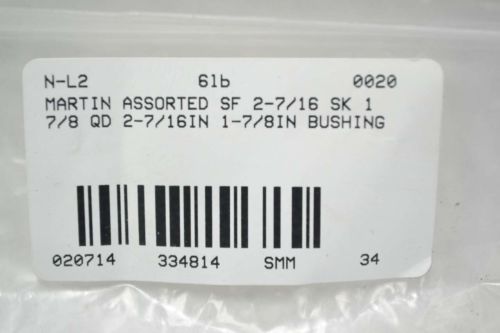 N-L2 6lb 0020
MARTIN ASSORTED SF 2-7/16 SK 1
7/8 QD 2-7/16IN 1-7/8IN BUSHING
020714 334814 SMM 34